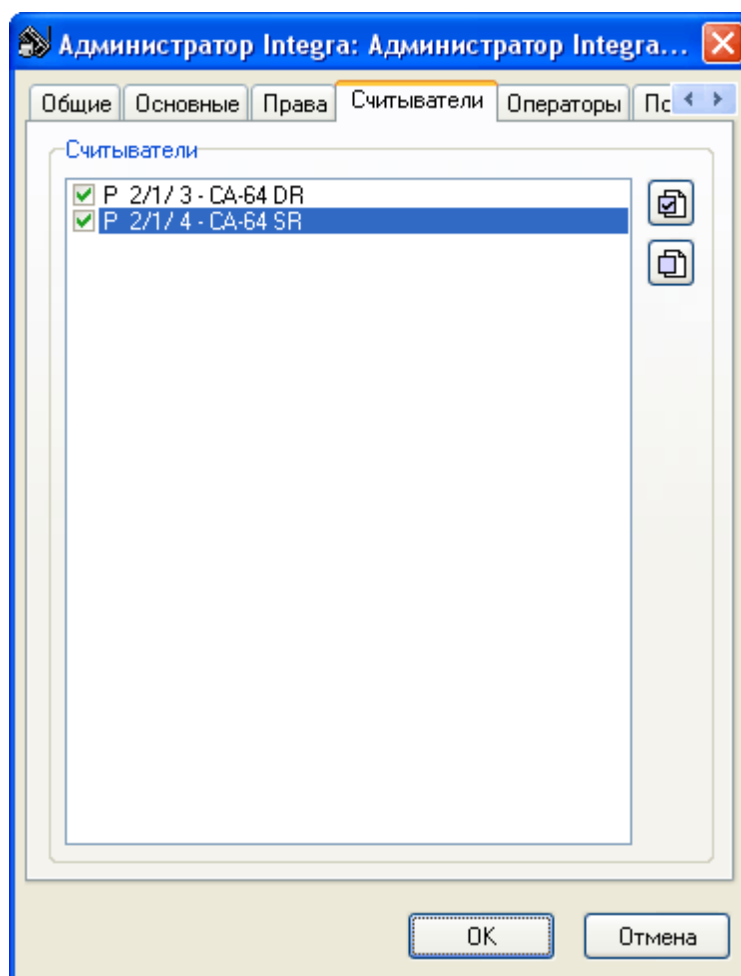 Администратор Integra: Администратор Integra...
Общие Основные Права Считыватели Операторы Пс
Считыватели
Р 2/1/ 3 - CA-64 DR
Р 2/1/ 4 - CA-64 SR
OK Отмена